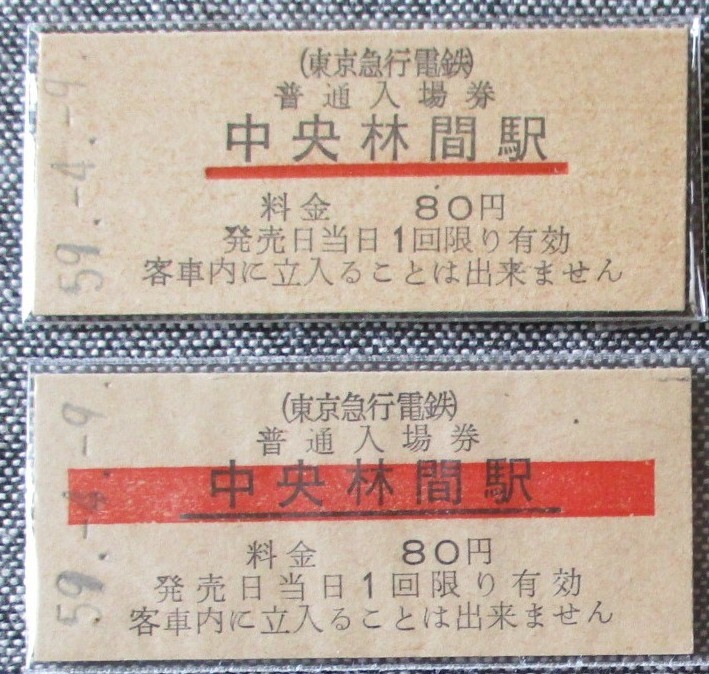 59.-4.-9
(東京急行電鉄)
普通入場券
中央林間駅
料金 80円
発売日当日1回限り有効
客車内に立入ることは出来ません
59.-4.-9
(東京急行電鉄)
普通入場券
中央林間駅
料金 80円
発売日当日1回限り有効
客車内に立入ることは出来ません